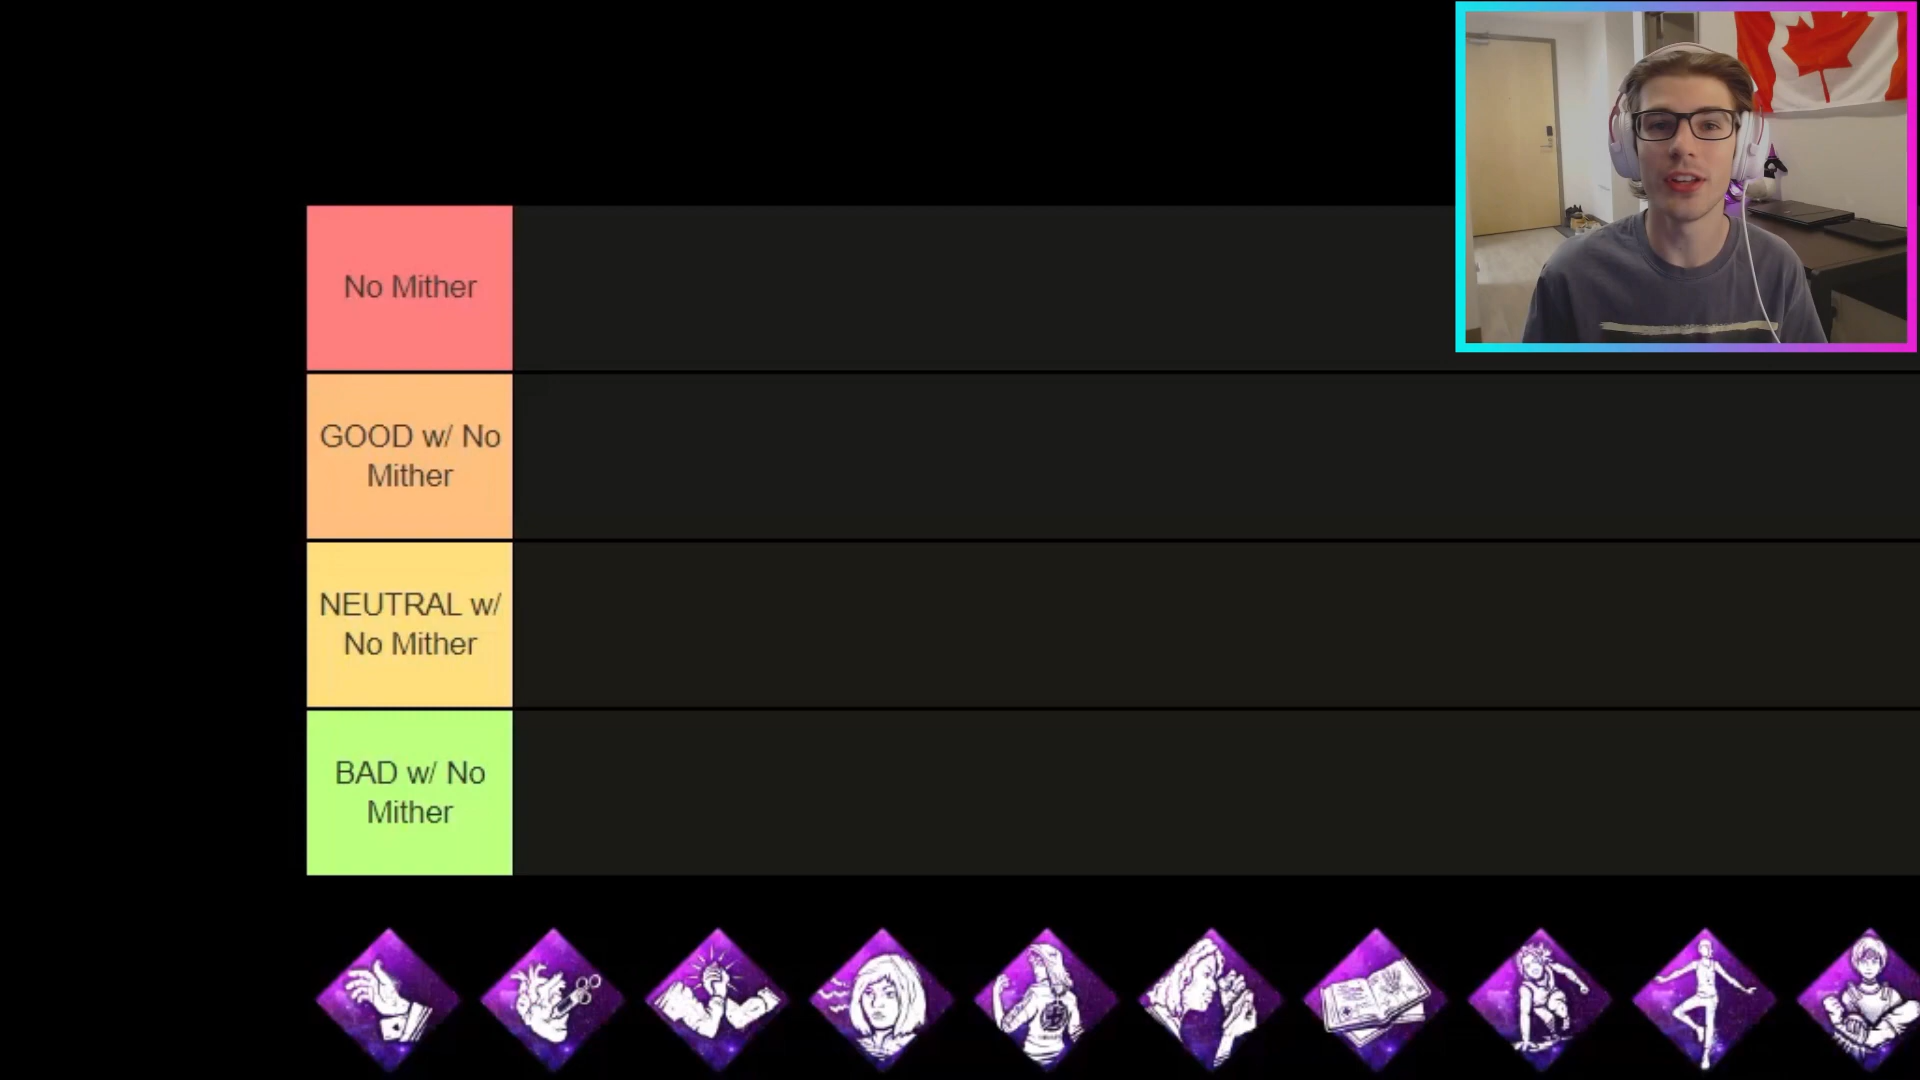 No Mither
GOOD w/ No
Mither
NEUTRAL w/
No Mither
BAD w/ No
Mither